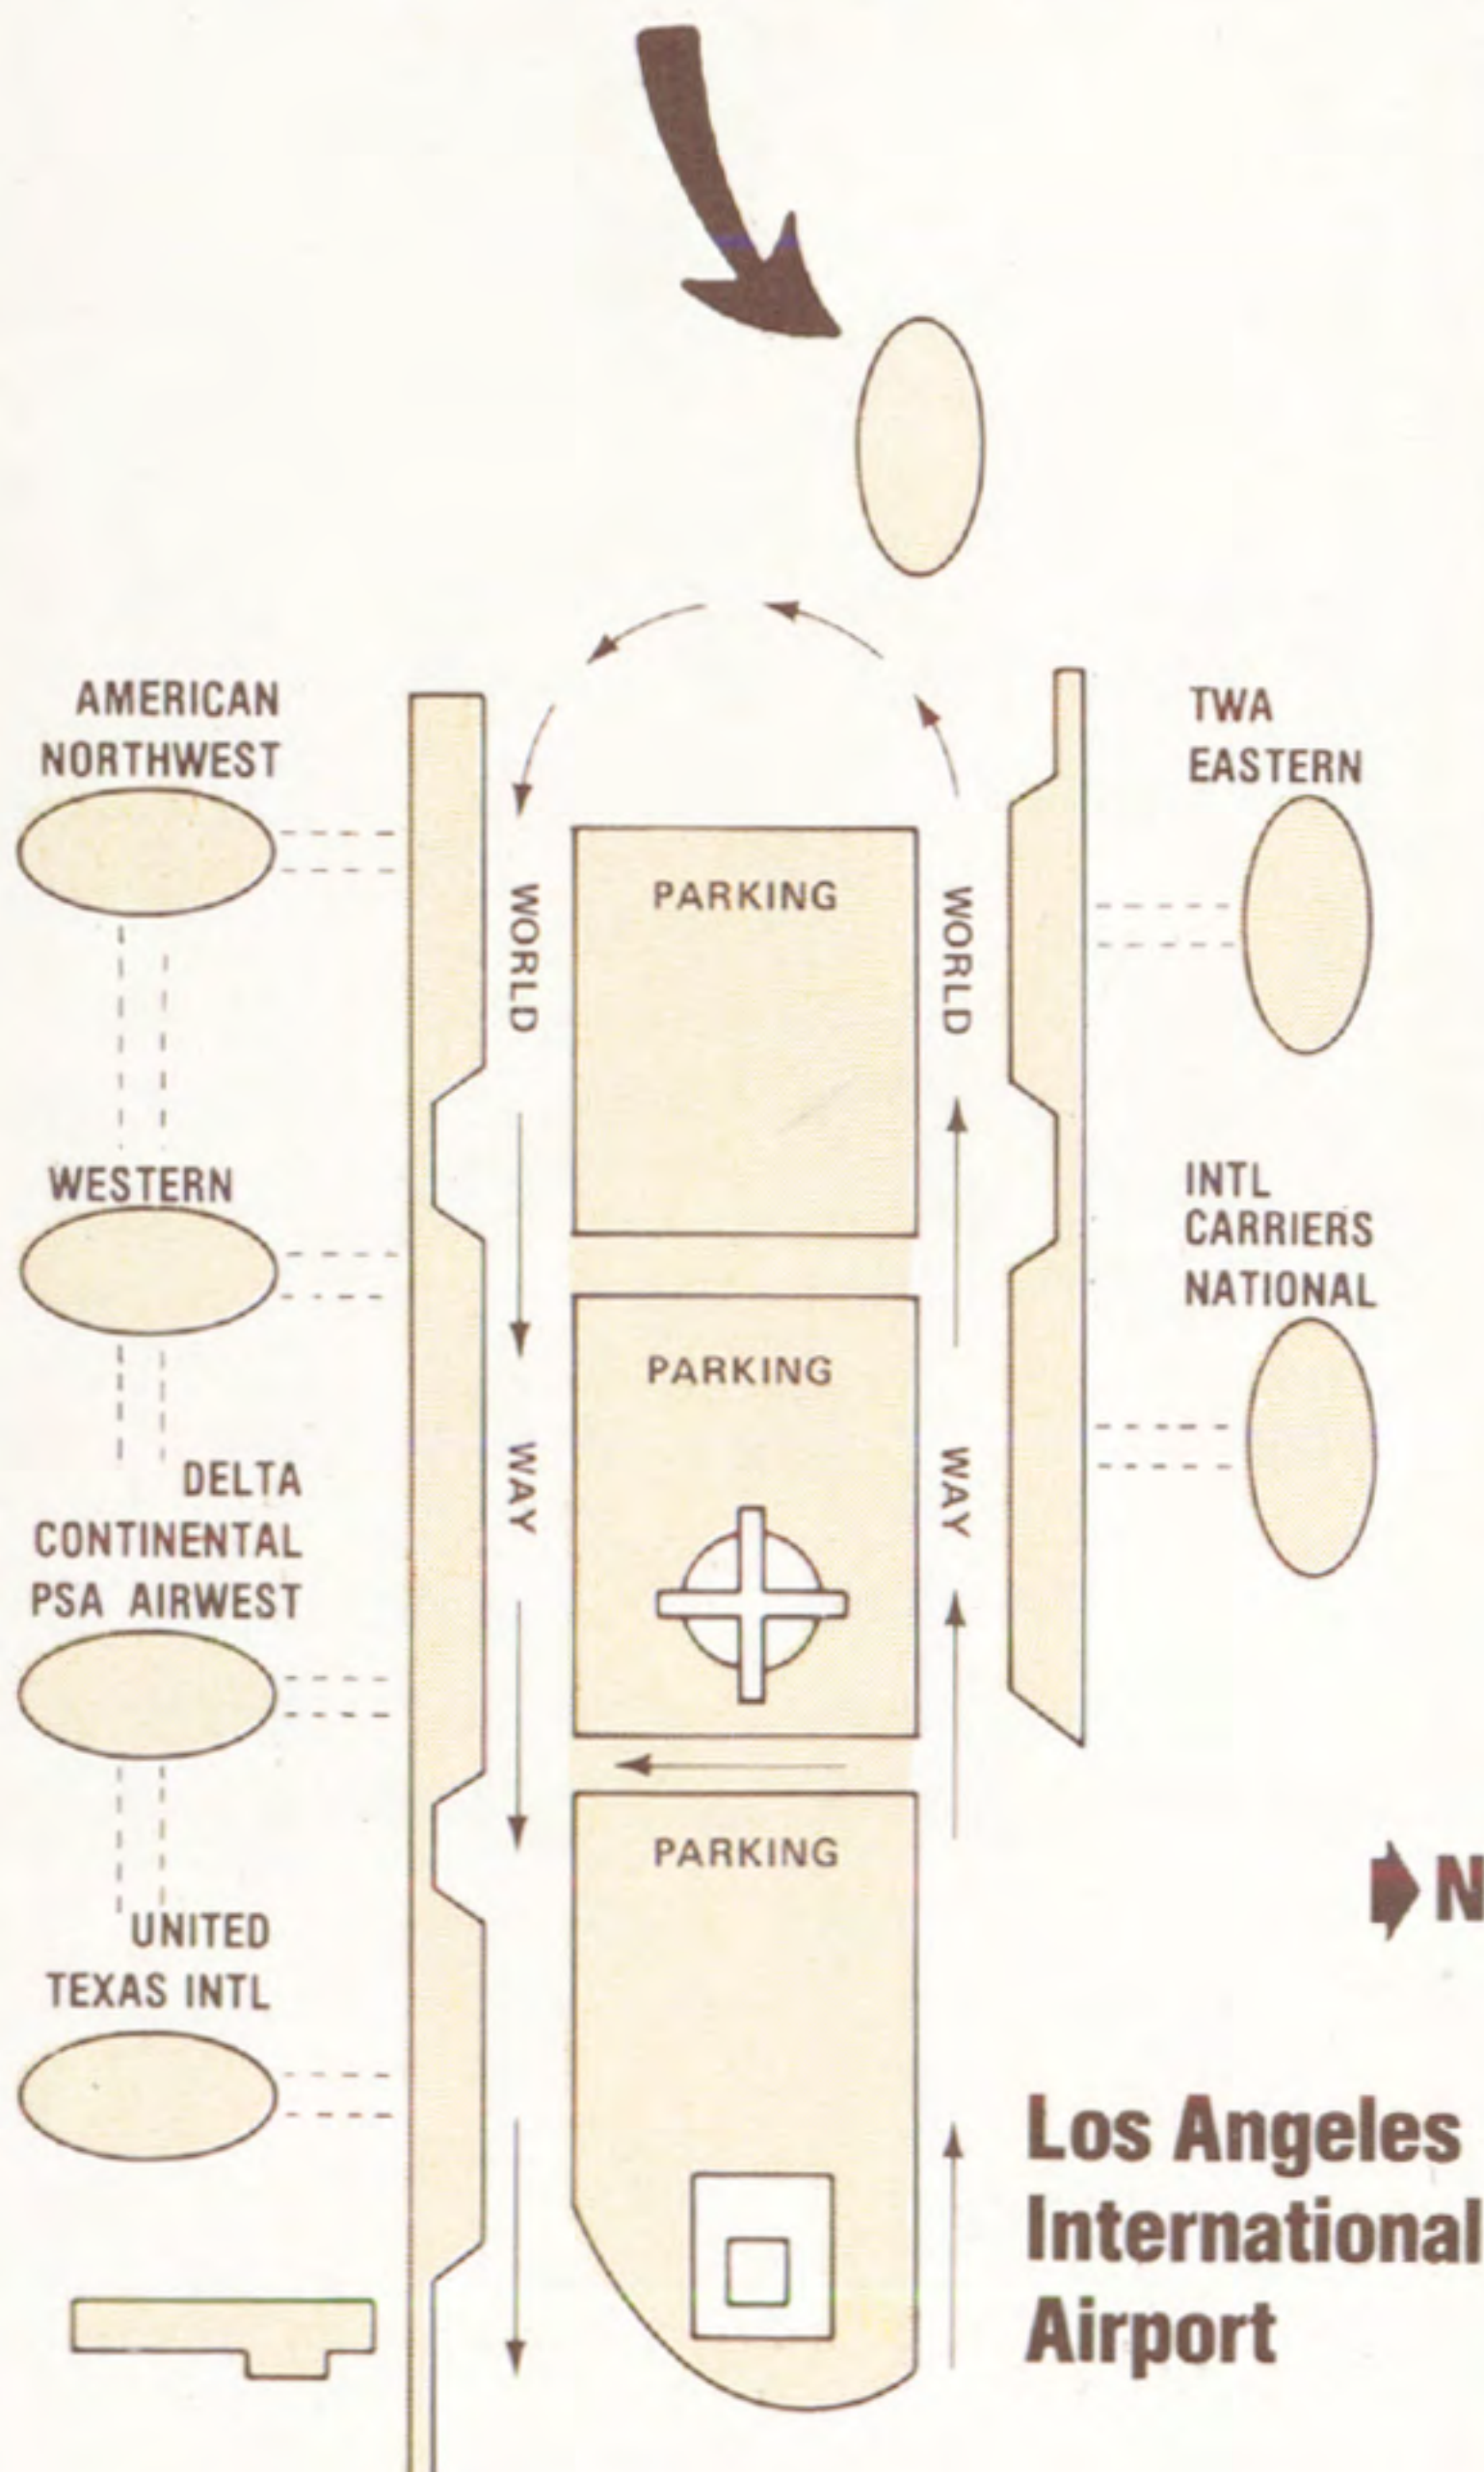 AMERICAN
NORTHWEST
TWA
EASTERN
PARKING
WORLD
WORLD
WESTERN
INTL
CARRIERS
NATIONAL
PARKING
WAY
WAY
DELTA
CONTINENTAL
PSA AIRWEST
PARKING
N
UNITED
TEXAS INTL
Los Angeles
International
Airport